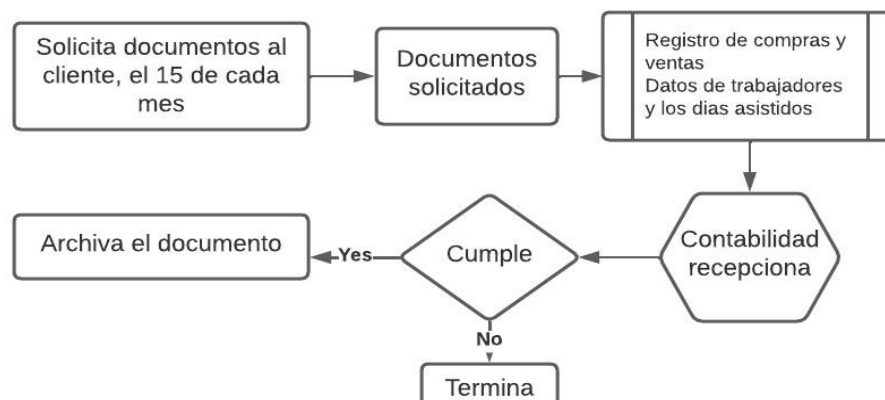 Solicita documentos al
cliente, el 15 de cada
mes
Documentos
solicitados
Registro de compras y
ventas
Datos de trabajadores
y los dias asistidos
Contabilidad
recepciona
Cumple
Yes
Archiva el documento
No
Termina